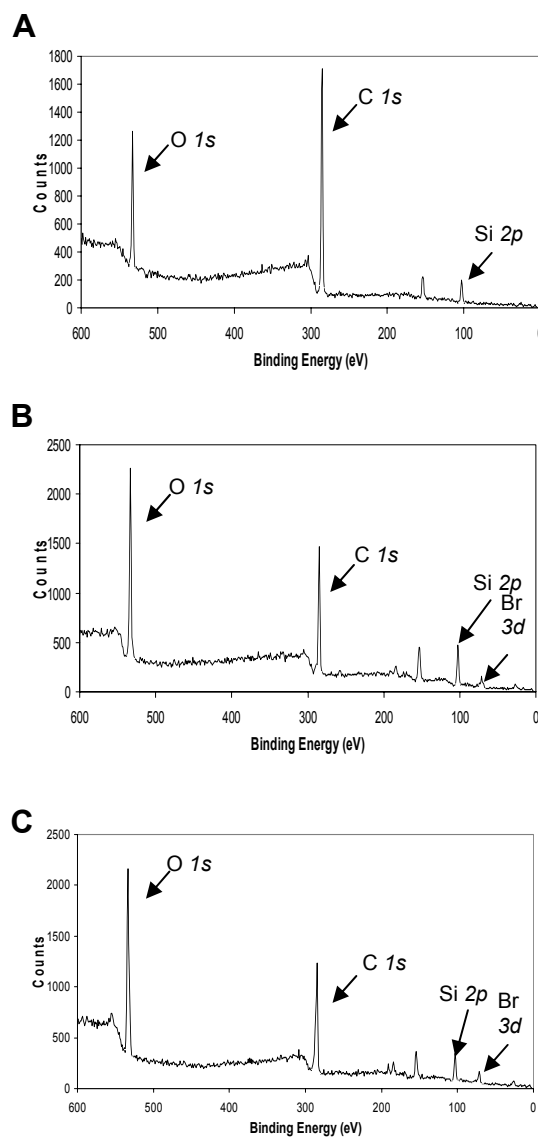 A
1800
1600
1400
1200
1000
800
600
400
200
0
Counts
O 1s
C 1s
Si 2p
600 500 400 300 200 100 0
Binding Energy (eV)
B
2500
2000
1500
1000
500
0
Counts
O 1s
C 1s
Si 2p
Br
3d
600 500 400 300 200 100 0
Binding Energy (eV)
C
2500
2000
1500
1000
500
0
Counts
O 1s
C 1s
Si 2p Br
3d
600 500 400 300 200 100 0
Binding Energy (eV)